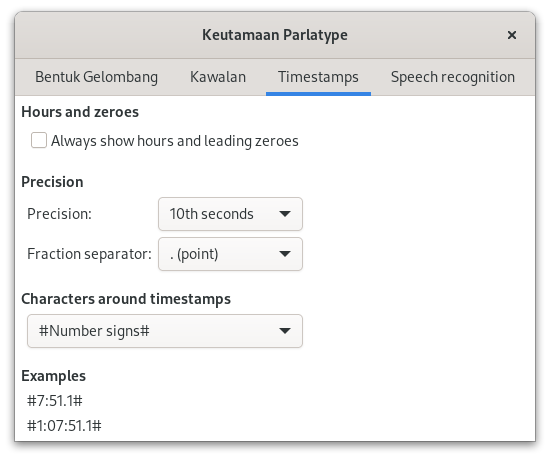 Keutamaan Parlatype
Bentuk Gelombang Kawalan Timestamps Speech recognition
Hours and zeroes
Always show hours and leading zeroes
Precision
Precision: 10th seconds
Fraction separator: . (point)
Characters around timestamps
#Number signs#
Examples
#7:51.1#
#1:07:51.1#